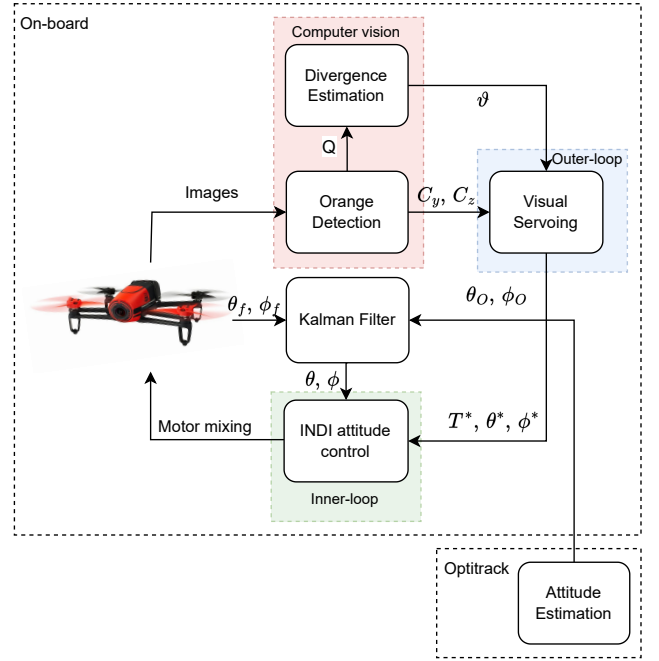 On-board
Computer vision
Divergence
Estimation
ϑ
Q
Outer-loop
Images
Orange
Detection
C_y, C_z
Visual
Servoing
θ_f, ϕ_f
Kalman Filter
θ_O, ϕ_O
θ, ϕ
Motor mixing
INDI attitude
control
T*, θ*, ϕ*
Inner-loop
Optitrack
Attitude
Estimation